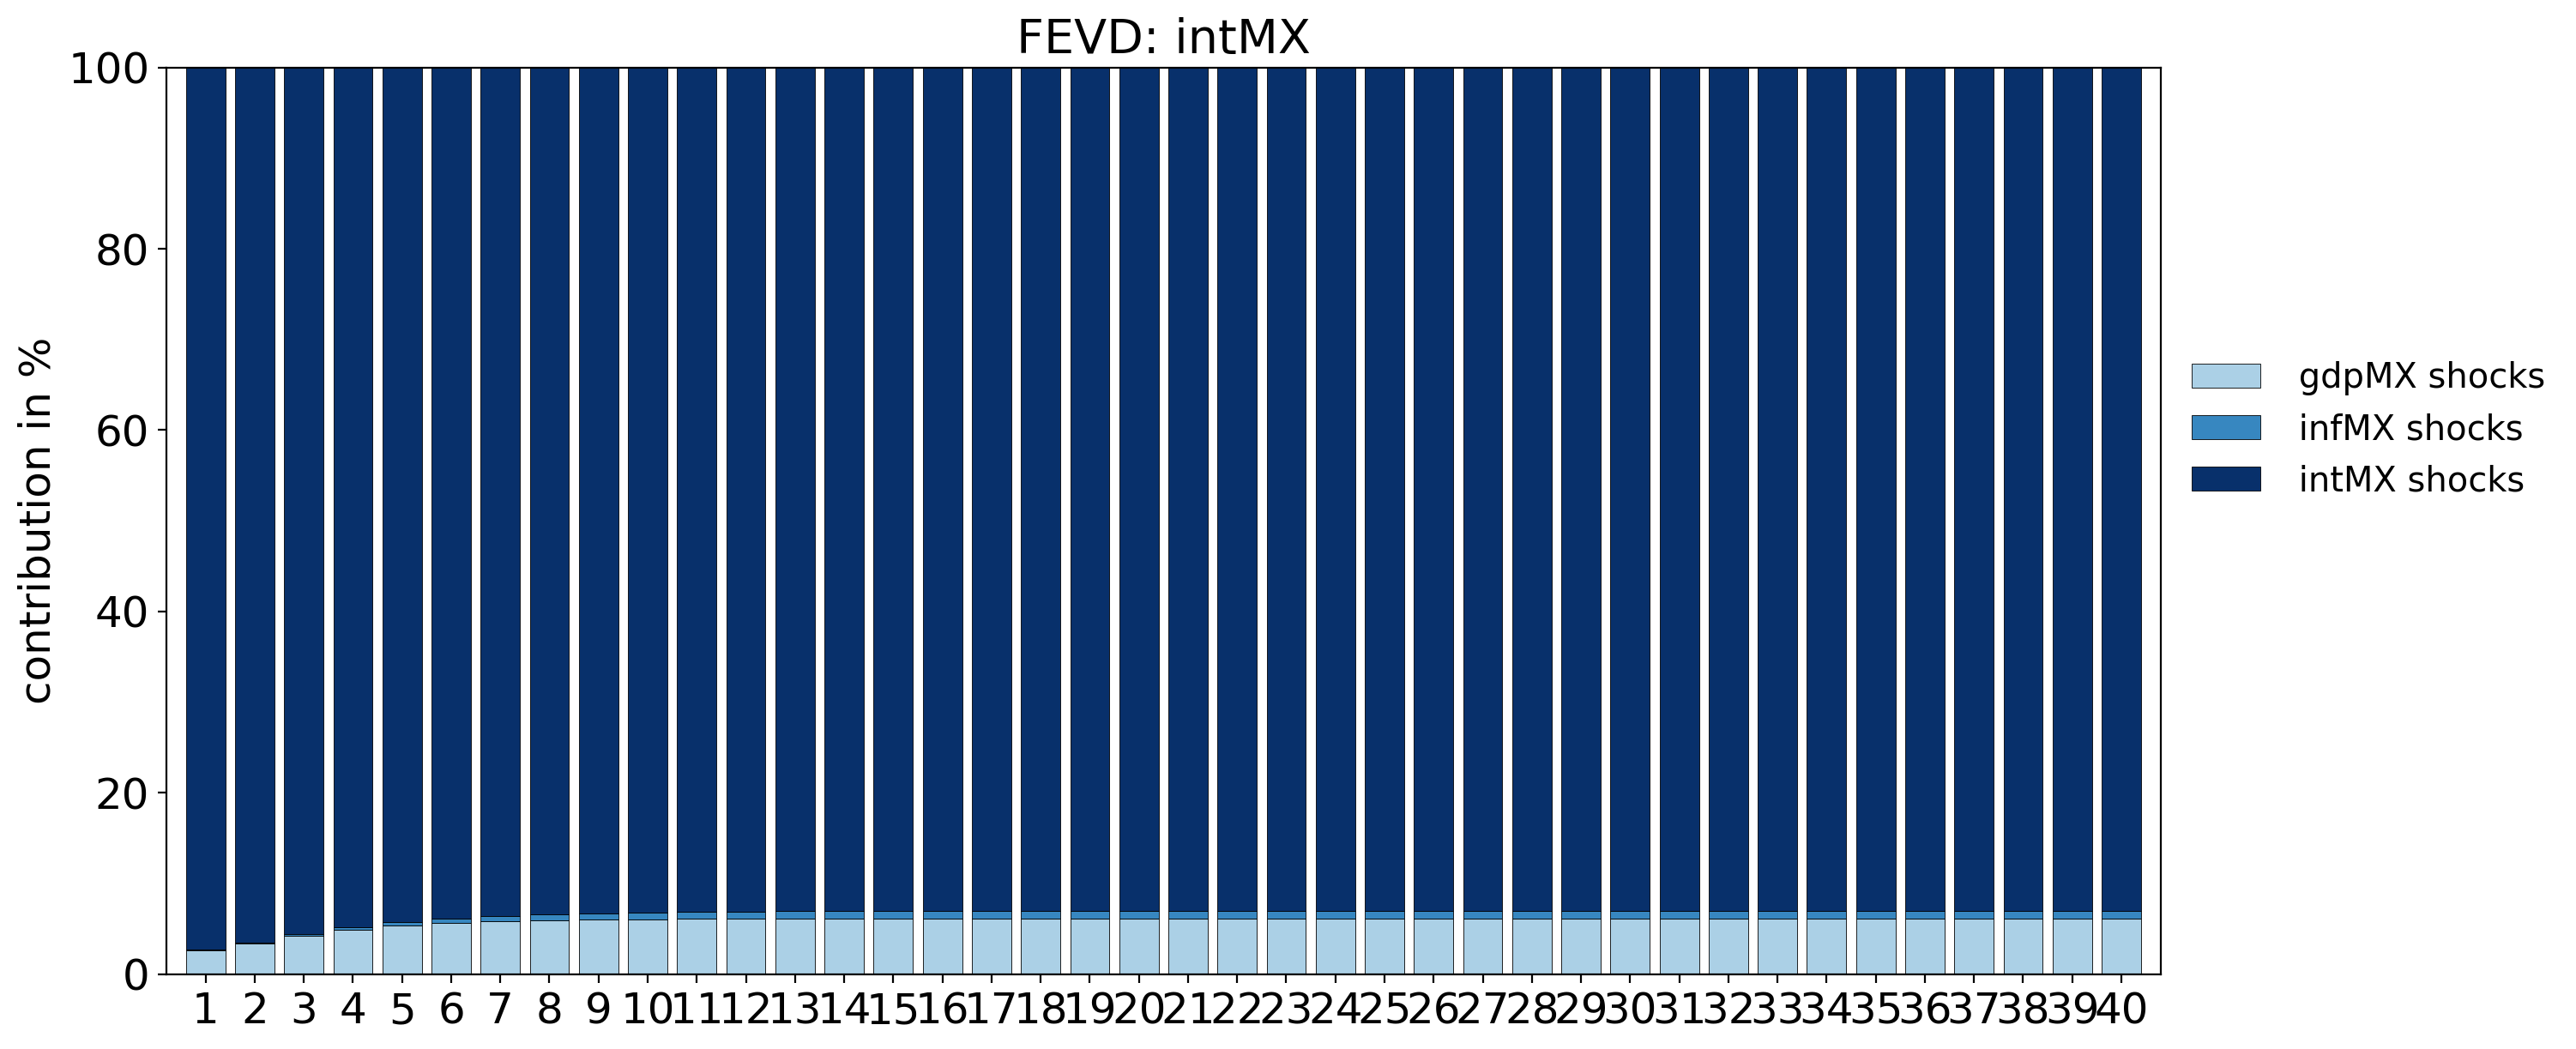 FEVD: intMX
contribution in %
100
80
60
40
20
0
1 2 3 4 5 6 7 8 9 10 11 12 13 14 15 16 17 18 19 20 21 22 23 24 25 26 27 28 29 30 31 32 33 34 35 36 37 38 39 40
gdpMX shocks
infMX shocks
intMX shocks